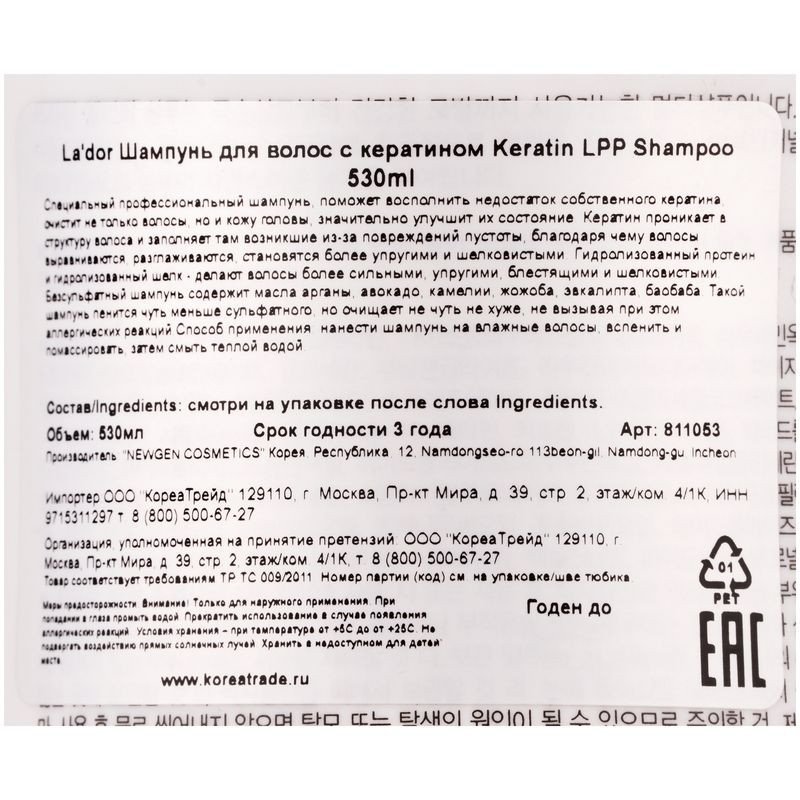 La'dor Шампунь для волос с кератином Keratin LPP Shampoo
530ml
Специальный профессиональный шампунь, поможет восполнить недостаток собственного кератина,
очистит не только волосы, но и кожу головы, значительно улучшит их состояние. Кератин проникает в
структуру волоса и заполняет там возникшие из-за повреждений пустоты, благодаря чему волосы
выравниваются, разглаживаются, становятся более упругими и шелковистыми. Гидролизованный протеин
и гидролизованный шелк - делают волосы более сильными, упругими, блестящими и шелковистыми.
Безсульфатный шампунь содержит масла арганы, авокадо, камелии, жожоба, эвкалипта, баобаба. Такой
шампунь пенится чуть меньше сульфатного, но очищает не чуть не хуже, не вызывая при этом
аллергических реакций Способ применения: нанести шампунь на влажные волосы, вспенить и
помассировать, затем смыть теплой водой.
Состав/Ingredients: смотри на упаковке после слова Ingredients.
Объем: 530мл Срок годности 3 года Арт: 811053
Производитель "NEWGEN COSMETICS" Корея, Республика, 12, Namdongseo-ro 113beon-gil, Namdong-gu, Incheon
Импортер ООО "КореаТрейд" 129110, г. Москва, Пр-кт Мира, д. 39, стр. 2, этаж/ком. 4/1К, ИНН
9715311297 т. 8 (800) 500-67-27
Организация, уполномоченная на принятие претензий: ООО "КореаТрейд" 129110, г.
Москва, Пр-кт Мира, д. 39, стр. 2, этаж/ком. 4/1К, т. 8 (800) 500-67-27
Товар соответствует требованиям ТР ТС 009/2011. Номер партии (код) см. на упаковке/шве тюбика.
Меры предосторожности: Внимание! Только для наружного применения. При
попадании в глаза промыть водой. Прекратить использование в случае появления
аллергических реакций. Условия хранения – при температуре от +5С до от +25С. Не
подвергать воздействию прямых солнечных лучей. Хранить в недоступном для детей
месте.
Годен до
01
PET
EAC
www.koreatrade.ru